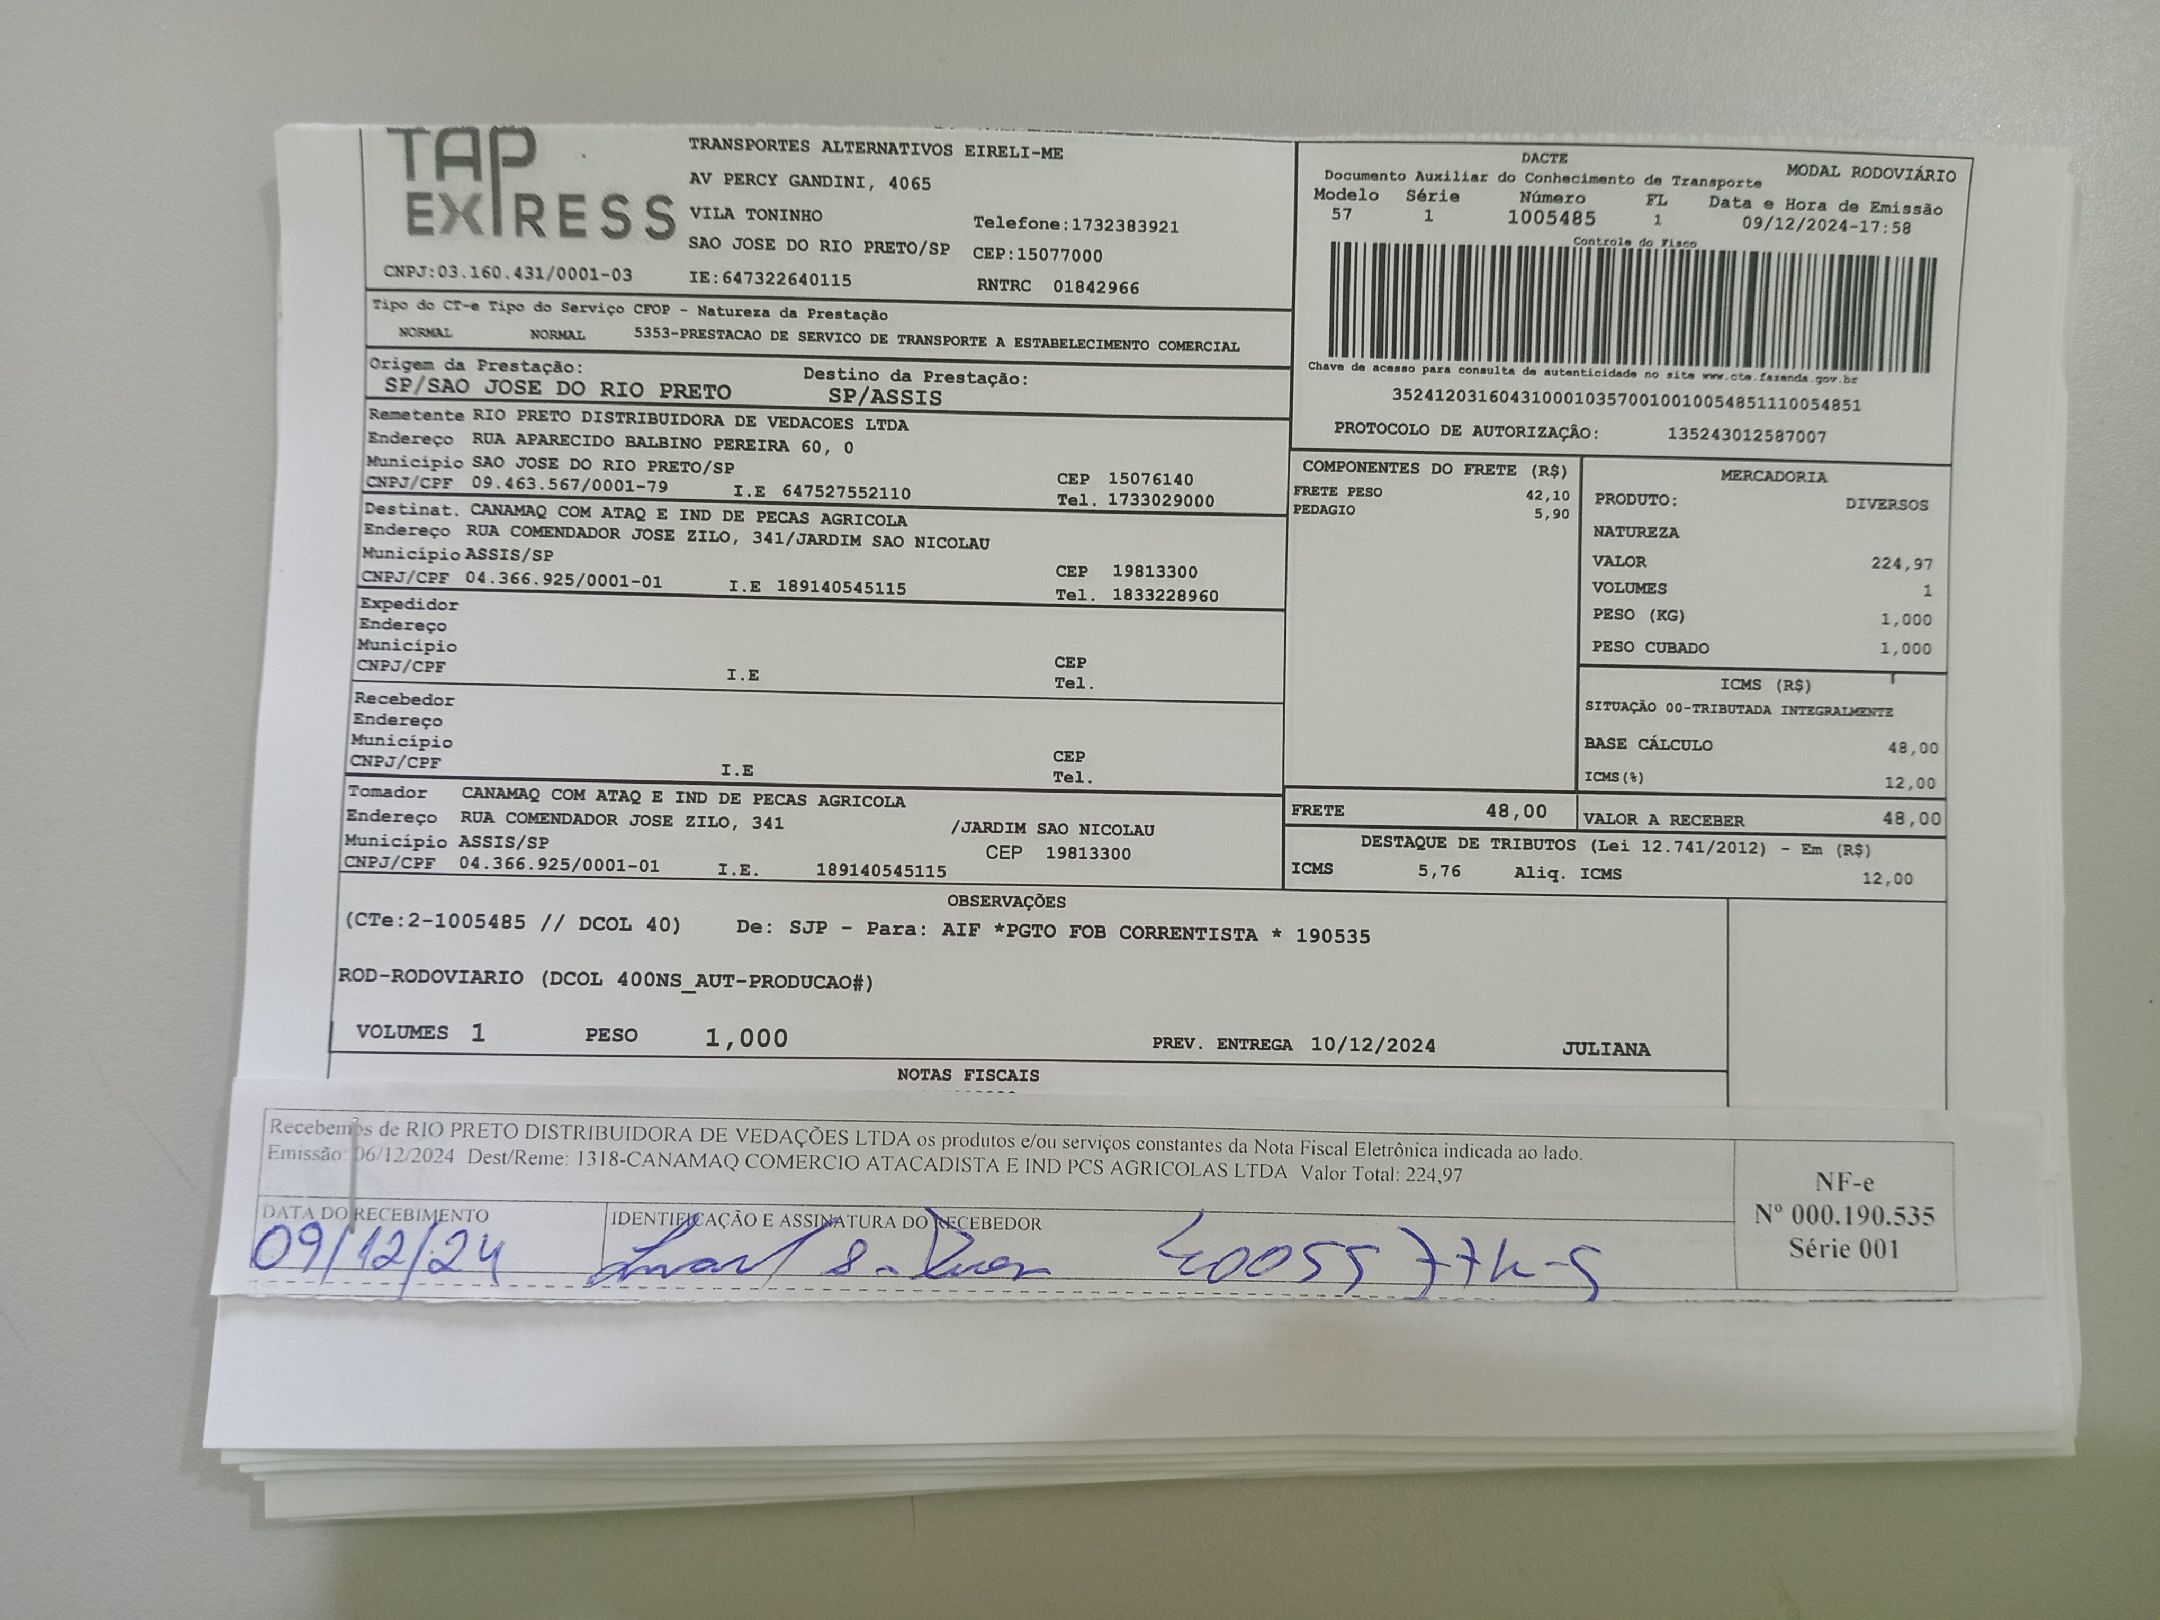 TAP EXPRESS
TRANSPORTES ALTERNATIVOS EIRELI-ME
AV PERCY GANDINI, 4065
VILA TONINHO Telefone:1732383921
SAO JOSE DO RIO PRETO/SP CEP:15077000
CNPJ:03.160.431/0001-03 IE:647322640115 RNTRC 01842966
DACTE MODAL RODOVIÁRIO
Documento Auxiliar do Conhecimento de Transporte
Modelo Série Número FL Data e Hora de Emissão
57 1 1005485 1 09/12/2024-17:58
Controle do Fisco
Chave de acesso para consulta de autenticidade no site www.cte.fazenda.gov.br
35241203160431000103570010010054851110054851
PROTOCOLO DE AUTORIZAÇÂO: 135243012587007
Tipo do CT-e Tipo do Serviço CFOP - Natureza da Prestação
NORMAL NORMAL 5353-PRESTACAO DE SERVICO DE TRANSPORTE A ESTABELECIMENTO COMERCIAL
Origem da Prestação: Destino da Prestação:
SP/SAO JOSE DO RIO PRETO SP/ASSIS
Remetente RIO PRETO DISTRIBUIDORA DE VEDACOES LTDA
Endereço RUA APARECIDO BALBINO PEREIRA 60, 0
Município SAO JOSE DO RIO PRETO/SP CEP 15076140
CNPJ/CPF 09.463.567/0001-79 I.E 647527552110 Tel. 1733029000
Destinat. CANAMAQ COM ATAQ E IND DE PECAS AGRICOLA
Endereço RUA COMENDADOR JOSE ZILO, 341/JARDIM SAO NICOLAU
Município ASSIS/SP CEP 19813300
CNPJ/CPF 04.366.925/0001-01 I.E 189140545115 Tel. 1833228960
Expedidor
Endereço
Município CEP
CNPJ/CPF I.E Tel.
Recebedor
Endereço
Município CEP
CNPJ/CPF I.E Tel.
Tomador CANAMAQ COM ATAQ E IND DE PECAS AGRICOLA
Endereço RUA COMENDADOR JOSE ZILO, 341 /JARDIM SAO NICOLAU
Município ASSIS/SP CEP 19813300
CNPJ/CPF 04.366.925/0001-01 I.E. 189140545115
COMPONENTES DO FRETE (R$)
FRETE PESO 42,10
PEDAGIO 5,90
MERCADORIA
PRODUTO: DIVERSOS
NATUREZA
VALOR 224,97
VOLUMES 1
PESO (KG) 1,000
PESO CUBADO 1,000
ICMS (R$)
SITUAÇÃO 00-TRIBUTADA INTEGRALMENTE
BASE CÁLCULO 48,00
ICMS(%) 12,00
FRETE 48,00 VALOR A RECEBER 48,00
DESTAQUE DE TRIBUTOS (Lei 12.741/2012) - Em (R$)
ICMS 5,76 Aliq. ICMS 12,00
OBSERVAÇÕES
(CTe:2-1005485 // DCOL 40) De: SJP - Para: AIF *PGTO FOB CORRENTISTA * 190535
ROD-RODOVIARIO (DCOL 400NS_AUT-PRODUCAO#)
VOLUMES 1 PESO 1,000 PREV. ENTREGA 10/12/2024 JULIANA
NOTAS FISCAIS
Recebemos de RIO PRETO DISTRIBUIDORA DE VEDAÇÕES LTDA os produtos e/ou serviços constantes da Nota Fiscal Eletrônica indicada ao lado.
Emissão: 06/12/2024 Dest/Reme: 1318-CANAMAQ COMERCIO ATACADISTA E IND PCS AGRICOLAS LTDA Valor Total: 224,97
DATA DO RECEBIMENTO IDENTIFICAÇÃO E ASSINATURA DO RECEBEDOR
09/12/24
NF-e
Nº 000.190.535
Série 001